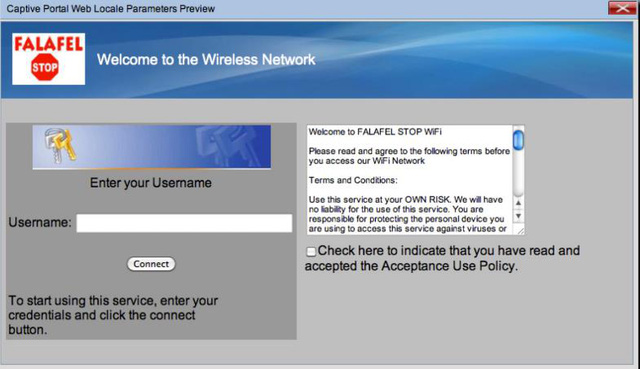 Captive Portal Web Locale Parameters Preview
FALAFEL
STOP
Welcome to the Wireless Network
Enter your Username
Username:
Connect
To start using this service, enter your
credentials and click the connect
button.
Welcome to FALAFEL STOP WiFi
Please read and agree to the following terms before
you access our WiFi Network
Terms and Conditions:
Use this service at your OWN RISK. We will have
no liability for the use of this service. You are
responsible for protecting the personal device you
are using to access this service against viruses or
Check here to indicate that you have read and
accepted the Acceptance Use Policy.